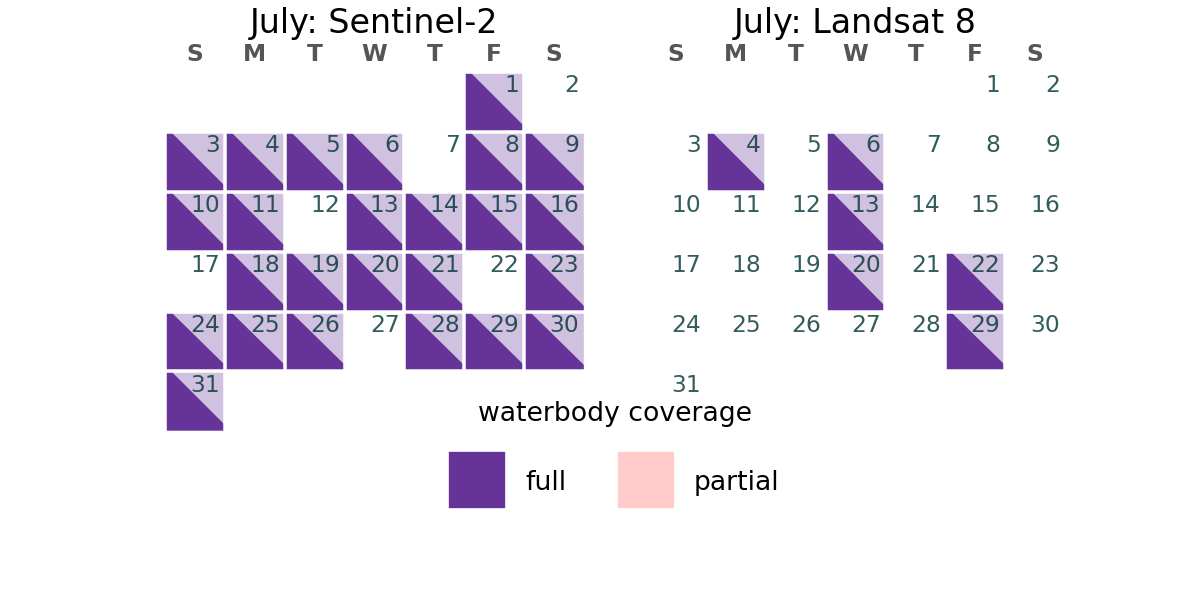 July: Sentinel-2
S M T W T F S
1 2
3 4 5 6 7 8 9
10 11 12 13 14 15 16
17 18 19 20 21 22 23
24 25 26 27 28 29 30
31
July: Landsat 8
S M T W T F S
1 2
3 4 5 6 7 8 9
10 11 12 13 14 15 16
17 18 19 20 21 22 23
24 25 26 27 28 29 30
31
waterbody coverage
full partial